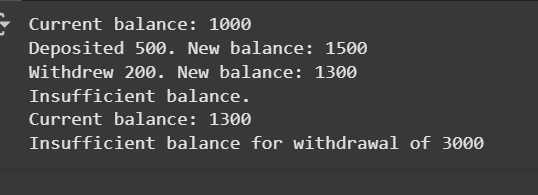 Current balance: 1000
Deposited 500. New balance: 1500
Withdrew 200. New balance: 1300
Insufficient balance.
Current balance: 1300
Insufficient balance for withdrawal of 3000